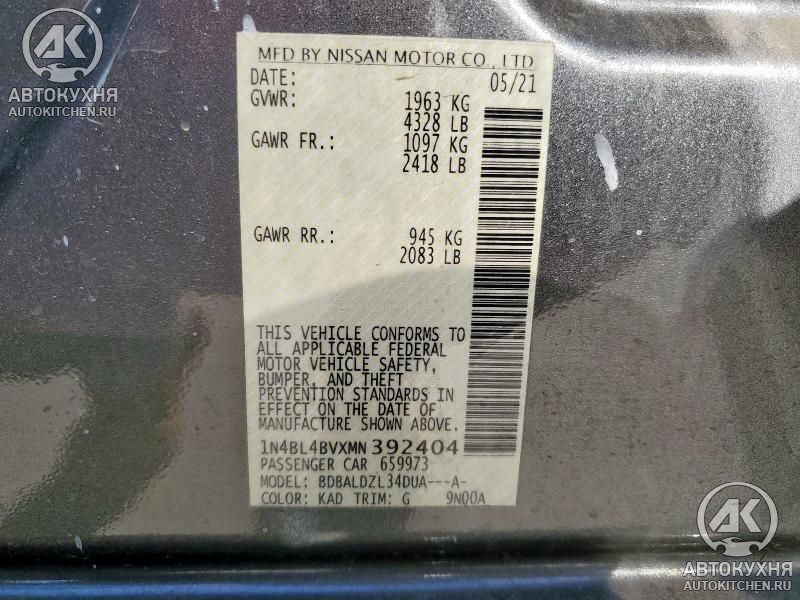 AK
АВТОКУХНЯ
AUTOKITCHEN.RU
MFD BY NISSAN MOTOR CO., LTD
DATE: 05/21
GVWR: 1963 KG
4328 LB
GAWR FR.: 1097 KG
2418 LB
GAWR RR.: 945 KG
2083 LB
THIS VEHICLE CONFORMS TO
ALL APPLICABLE FEDERAL
MOTOR VEHICLE SAFETY,
BUMPER, AND THEFT
PREVENTION STANDARDS IN
EFFECT ON THE DATE OF
MANUFACTURE SHOWN ABOVE.
1N4BL4BVXMN392404
PASSENGER CAR 659973
MODEL: BDBALDZL34DUA---A-
COLOR: KAD TRIM: G 9N00A
AK
АВТОКУХНЯ
AUTOKITCHEN.RU